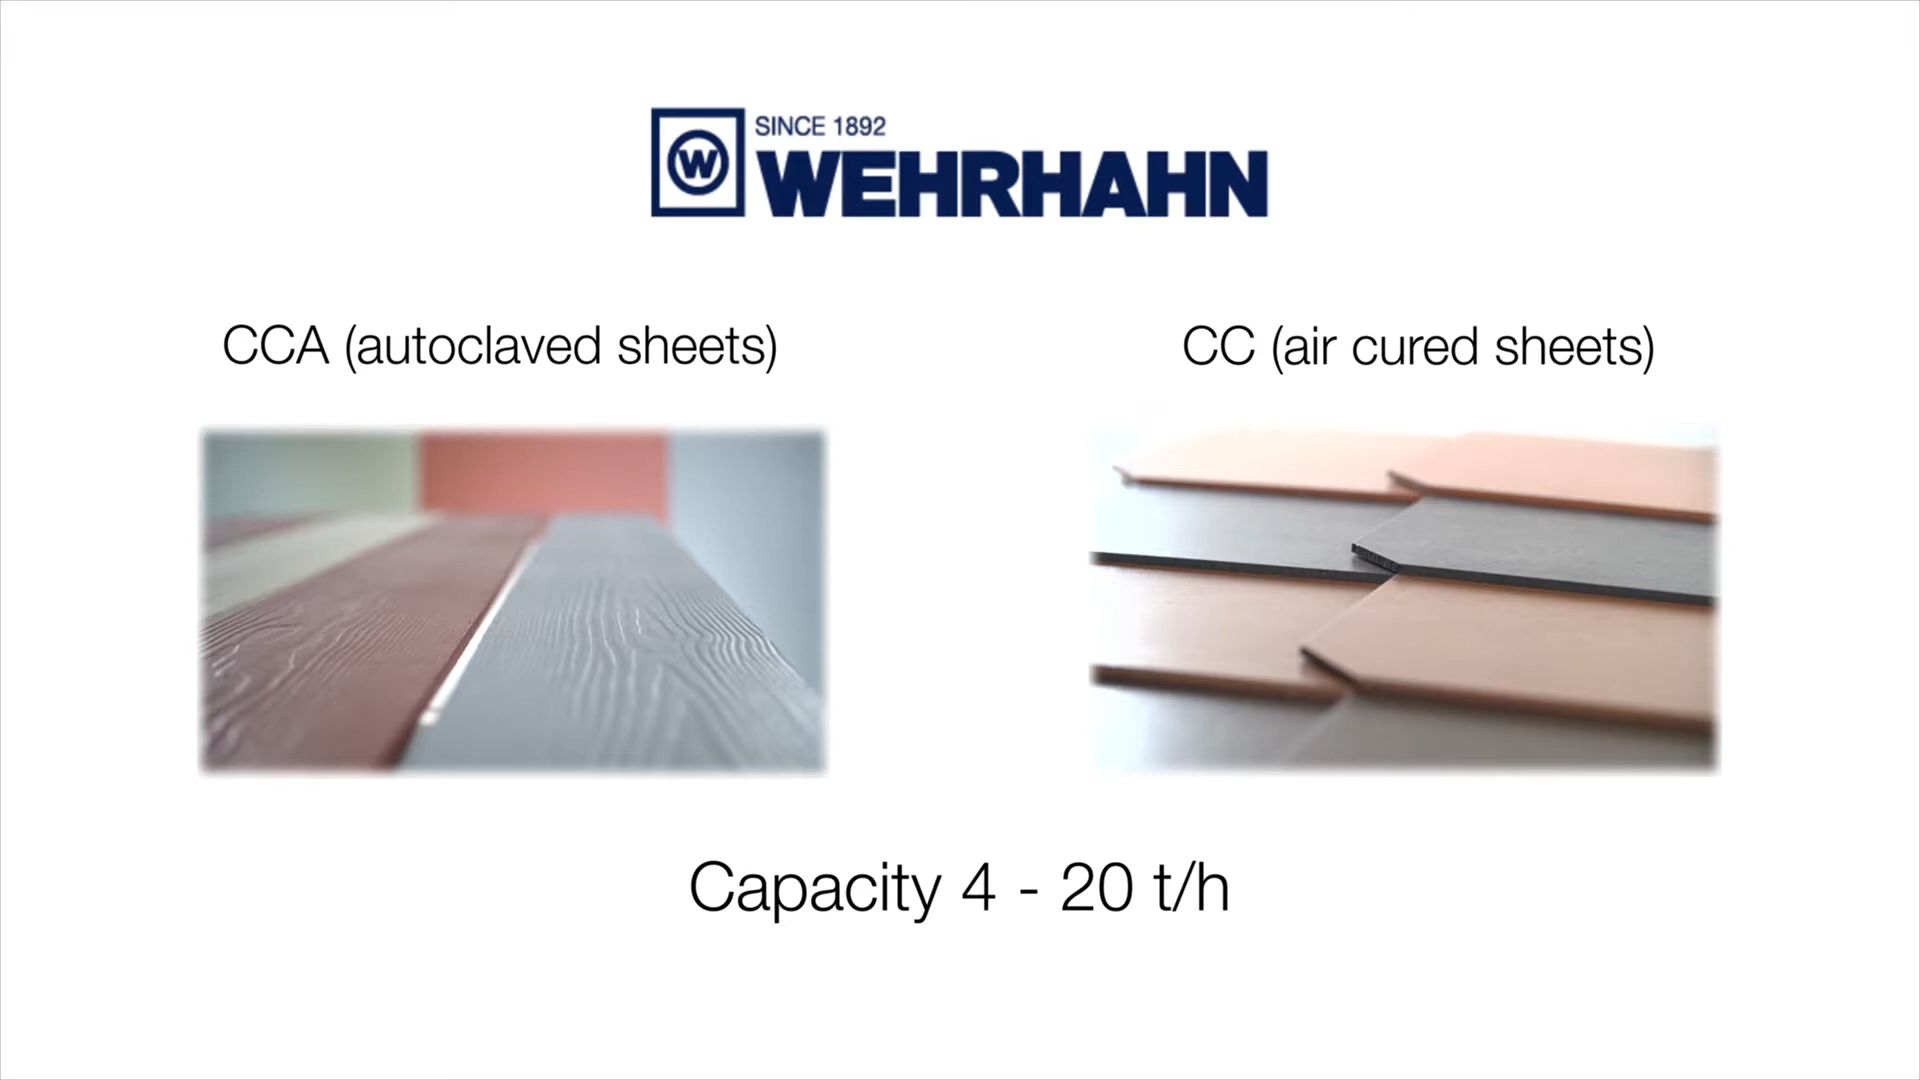 SINCE 1892
W WEHRHAHN
CCA (autoclaved sheets)
CC (air cured sheets)
Capacity 4 - 20 t/h